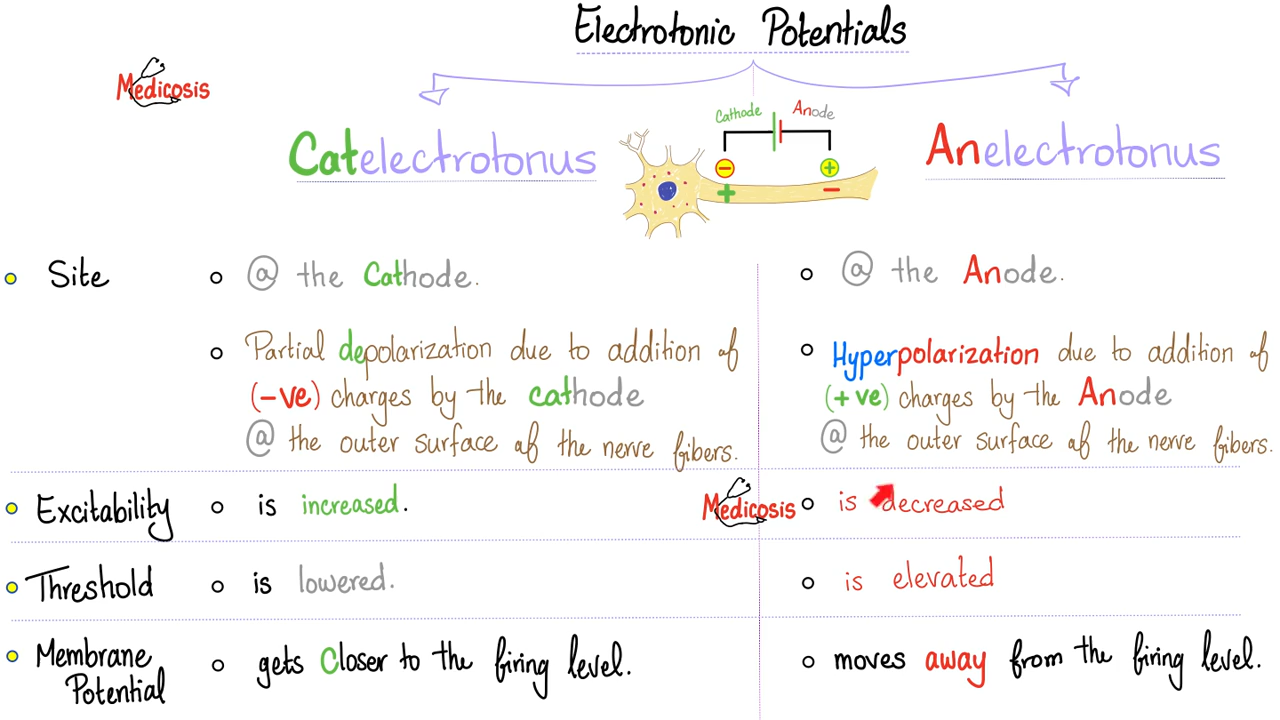 Electrotonic Potentials
Medicosis
Cathode Anode
Catelectrotonus
Anelectrotonus
− +
+ −
Site
@ the Cathode.
@ the Anode.
Partial depolarization due to addition of
(-ve) charges by the cathode
@ the outer surface of the nerve fibers.
Hyperpolarization due to addition of
(+ve) charges by the Anode
@ the outer surface of the nerve fibers.
Excitability
is increased.
Medicosis
is decreased
Threshold
is lowered.
is elevated
Membrane
Potential
gets Closer to the firing level.
moves away from the firing level.